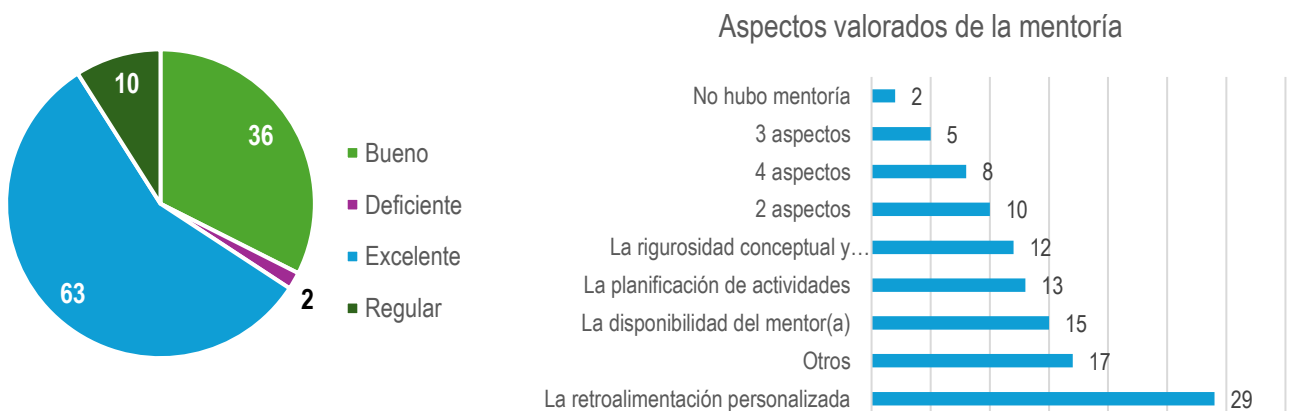 10
36
63
2
Bueno
Deficiente
Excelente
Regular
Aspectos valorados de la mentoría
No hubo mentoría 2
3 aspectos 5
4 aspectos 8
2 aspectos 10
La rigurosidad conceptual y… 12
La planificación de actividades 13
La disponibilidad del mentor(a) 15
Otros 17
La retroalimentación personalizada 29